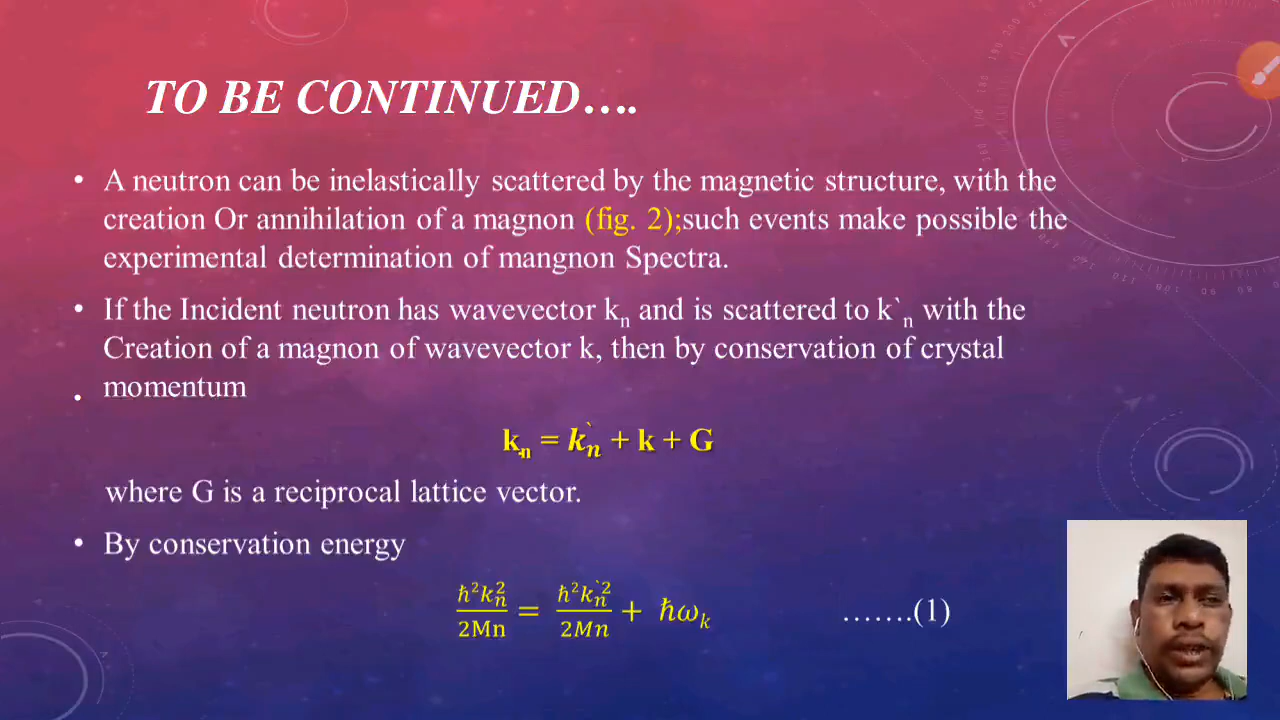 TO BE CONTINUED….
• A neutron can be inelastically scattered by the magnetic structure, with the
creation Or annihilation of a magnon (fig. 2);such events make possible the
experimental determination of mangnon Spectra.
• If the Incident neutron has wavevector kₙ and is scattered to k`ₙ with the
Creation of a magnon of wavevector k, then by conservation of crystal
momentum
kₙ = k`ₙ + k + G
where G is a reciprocal lattice vector.
• By conservation energy
ħ²kₙ²/2Mn = ħ²k`ₙ²/2Mn + ħωₖ …….(1)